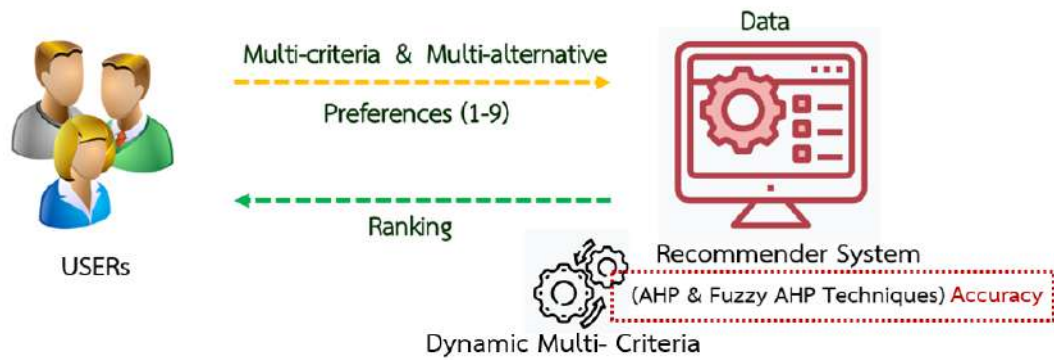 Data
Multi-criteria & Multi-alternative
Preferences (1-9)
Ranking
USERs
Recommender System
(AHP & Fuzzy AHP Techniques) Accuracy
Dynamic Multi- Criteria